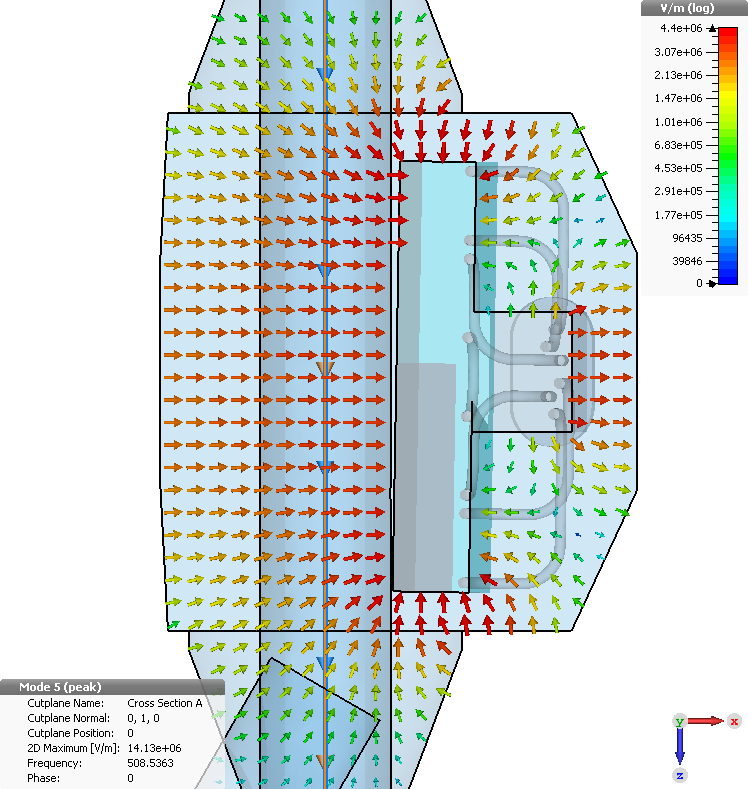 V/m (log)
4.4e+06
3.07e+06
2.13e+06
1.47e+06
1.01e+06
6.83e+05
4.53e+05
2.91e+05
1.77e+05
96435
39846
0
Mode 5 (peak)
Cutplane Name: Cross Section A
Cutplane Normal: 0, 1, 0
Cutplane Position: 0
2D Maximum [V/m]: 14.13e+06
Frequency: 508.5363
Phase: 0
y
x
z